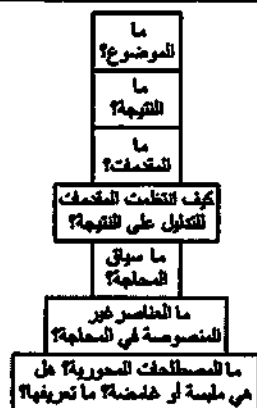 ما
الموضوع؟
ما
النتيجة؟
ما
المقدمات؟
كيف انتظمت المقدمات
للتدليل على النتيجة؟
ما سياق
المحاجة؟
ما العناصر غير
المنصوصة في المحاجة؟
ما المصطلحات المحورية؟ هل
هي ملبسة أو غامضة؟ ما تعريفها؟